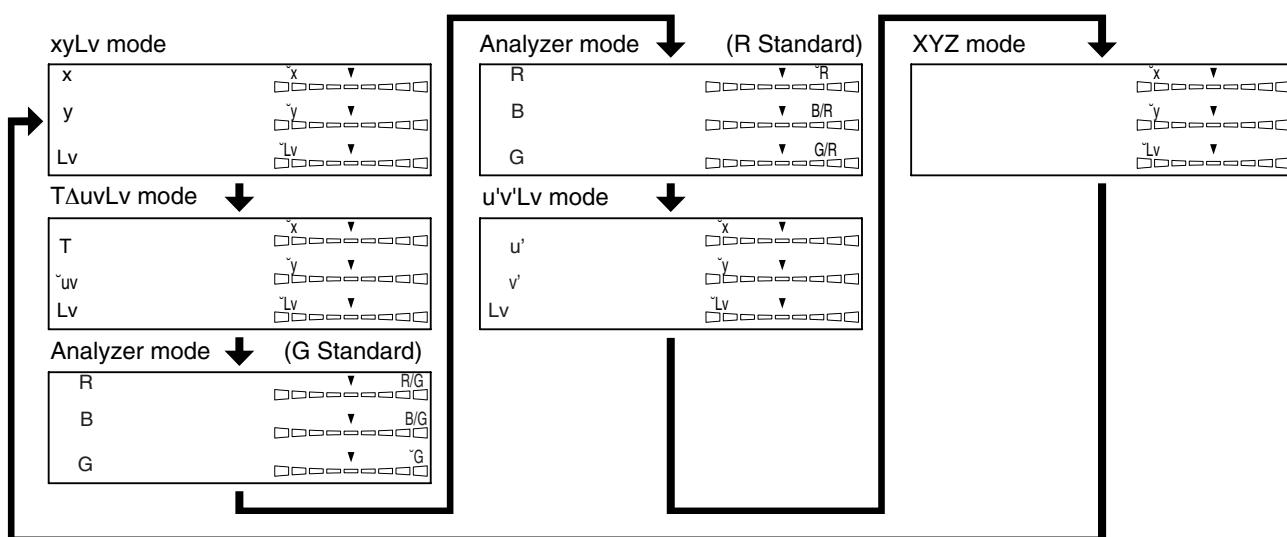 xyLv mode
x ˘x
y ˘y
Lv ˘Lv
T∆uvLv mode
T ˘x
˘uv ˘y
Lv ˘Lv
Analyzer mode (G Standard)
R R/G
B B/G
G ˘G
Analyzer mode (R Standard)
R ˘R
B B/R
G G/R
u'v'Lv mode
u’ ˘x
v’ ˘y
Lv ˘Lv
XYZ mode
˘x
˘y
˘Lv